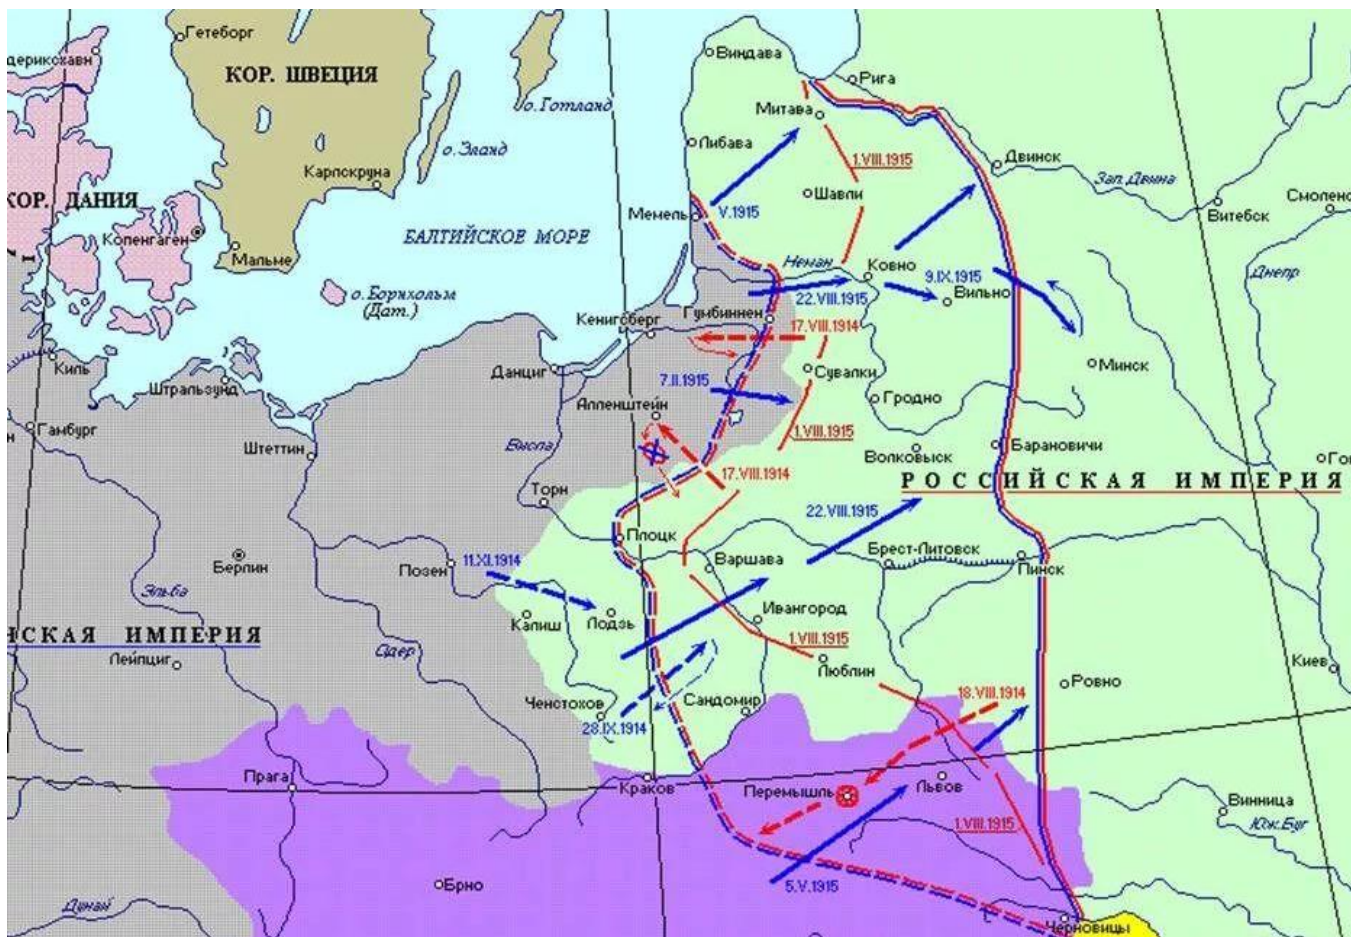 Гетеборг
дериксхавн
КОР. ШВЕЦИЯ
о.Готланд
о.Эланд
Карлскруна
КОР. ДАНИЯ
Копенгаген
Мальме
БАЛТИЙСКОЕ МОРЕ
о.Борнхольм
(Дат.)
Виндава
Рига
Митава
Либава
1.VIII.1915
Двинск
Зап.Двина
Шавли
Мемель
V.1915
Витебск
Смоленс
Неман
Ковно
9.IX.1915
Вильно
Днепр
22.VIII.1915
Гумбиннен
Кенигсберг
17.VIII.1914
Минск
Киль
Штральзунд
Данциг
7.II.1915
Сувалки
Гродно
Алленштейн
1.VIII.1915
Гамбург
Штеттин
Висла
Барановичи
Волковыск
Го
17.VIII.1914
РОССИЙСКАЯ ИМПЕРИЯ
Торн
22.VIII.1915
Плоцк
Варшава
Брест-Литовск
Пинск
Берлин
Позен
11.XI.1914
Эльба
Калиш
Лодзь
Ивангород
НСКАЯ ИМПЕРИЯ
Лейпциг
Одер
1.VIII.1915
Люблин
Киев
Ровно
Ченстохов
Сандомир
18.VIII.1914
28.IX.1914
Прага
Краков
Перемышль
Львов
Винница
Юж.Буг
1.VIII.1915
Брно
5.V.1915
Дунай
Черновицы